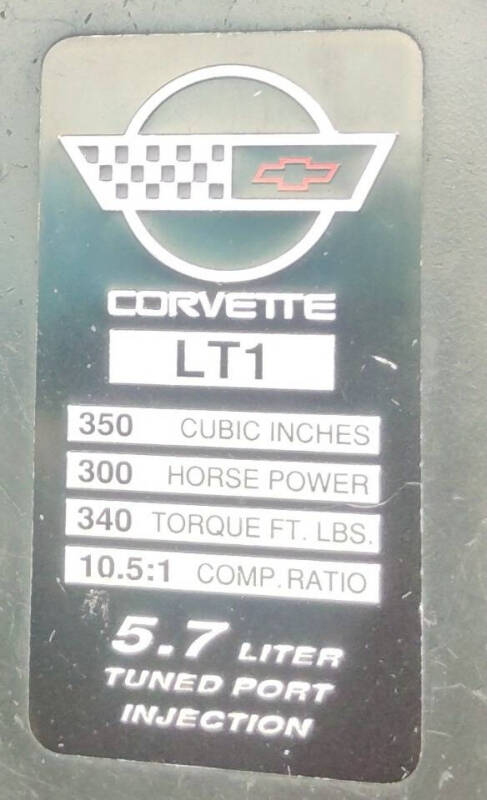 CORVETTE
LT1
350 CUBIC INCHES
300 HORSE POWER
340 TORQUE FT. LBS.
10.5:1 COMP. RATIO
5.7 LITER
TUNED PORT
INJECTION